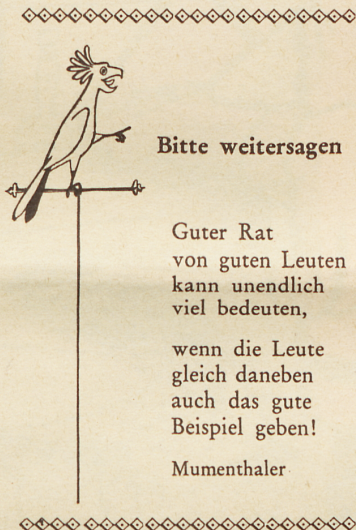 Bitte weitersagen
Guter Rat
von guten Leuten
kann unendlich
viel bedeuten,
wenn die Leute
gleich daneben
auch das gute
Beispiel geben!
Mumenthaler